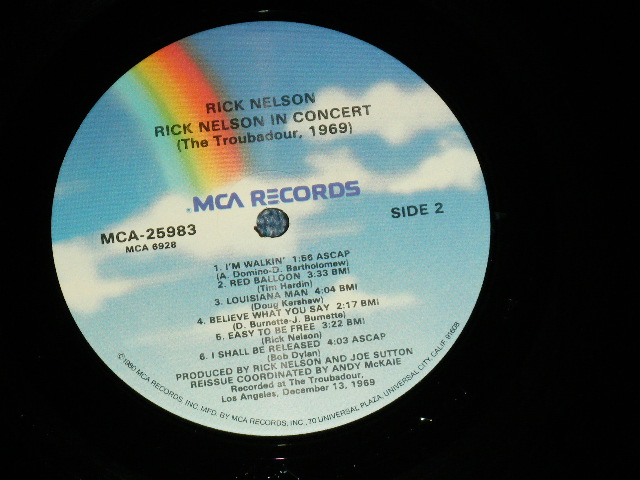 RICK NELSON
RICK NELSON IN CONCERT
(The Troubadour, 1969)
MCA RECORDS
MCA-25983
MCA 6928
SIDE 2
1. I'M WALKIN' 1:56 ASCAP
(A. Domino-D. Bartholomew)
2. RED BALLOON 3:33 BMI
(Tim Hardin)
3. LOUISIANA MAN 4:04 BMI
(Doug Kershaw)
4. BELIEVE WHAT YOU SAY 2:17 BMI
(D. Burnette-J. Burnette)
5. EASY TO BE FREE 3:22 BMI
(Rick Nelson)
6. I SHALL BE RELEASED 4:03 ASCAP
(Bob Dylan)
PRODUCED BY RICK NELSON AND JOE SUTTON
REISSUE COORDINATED BY ANDY McKAIE
Recorded at The Troubadour,
Los Angeles, December 13, 1969
©1980 MCA RECORDS, INC. MFD. BY MCA RECORDS, INC., 70 UNIVERSAL PLAZA, UNIVERSAL CITY, CALIF. 91608